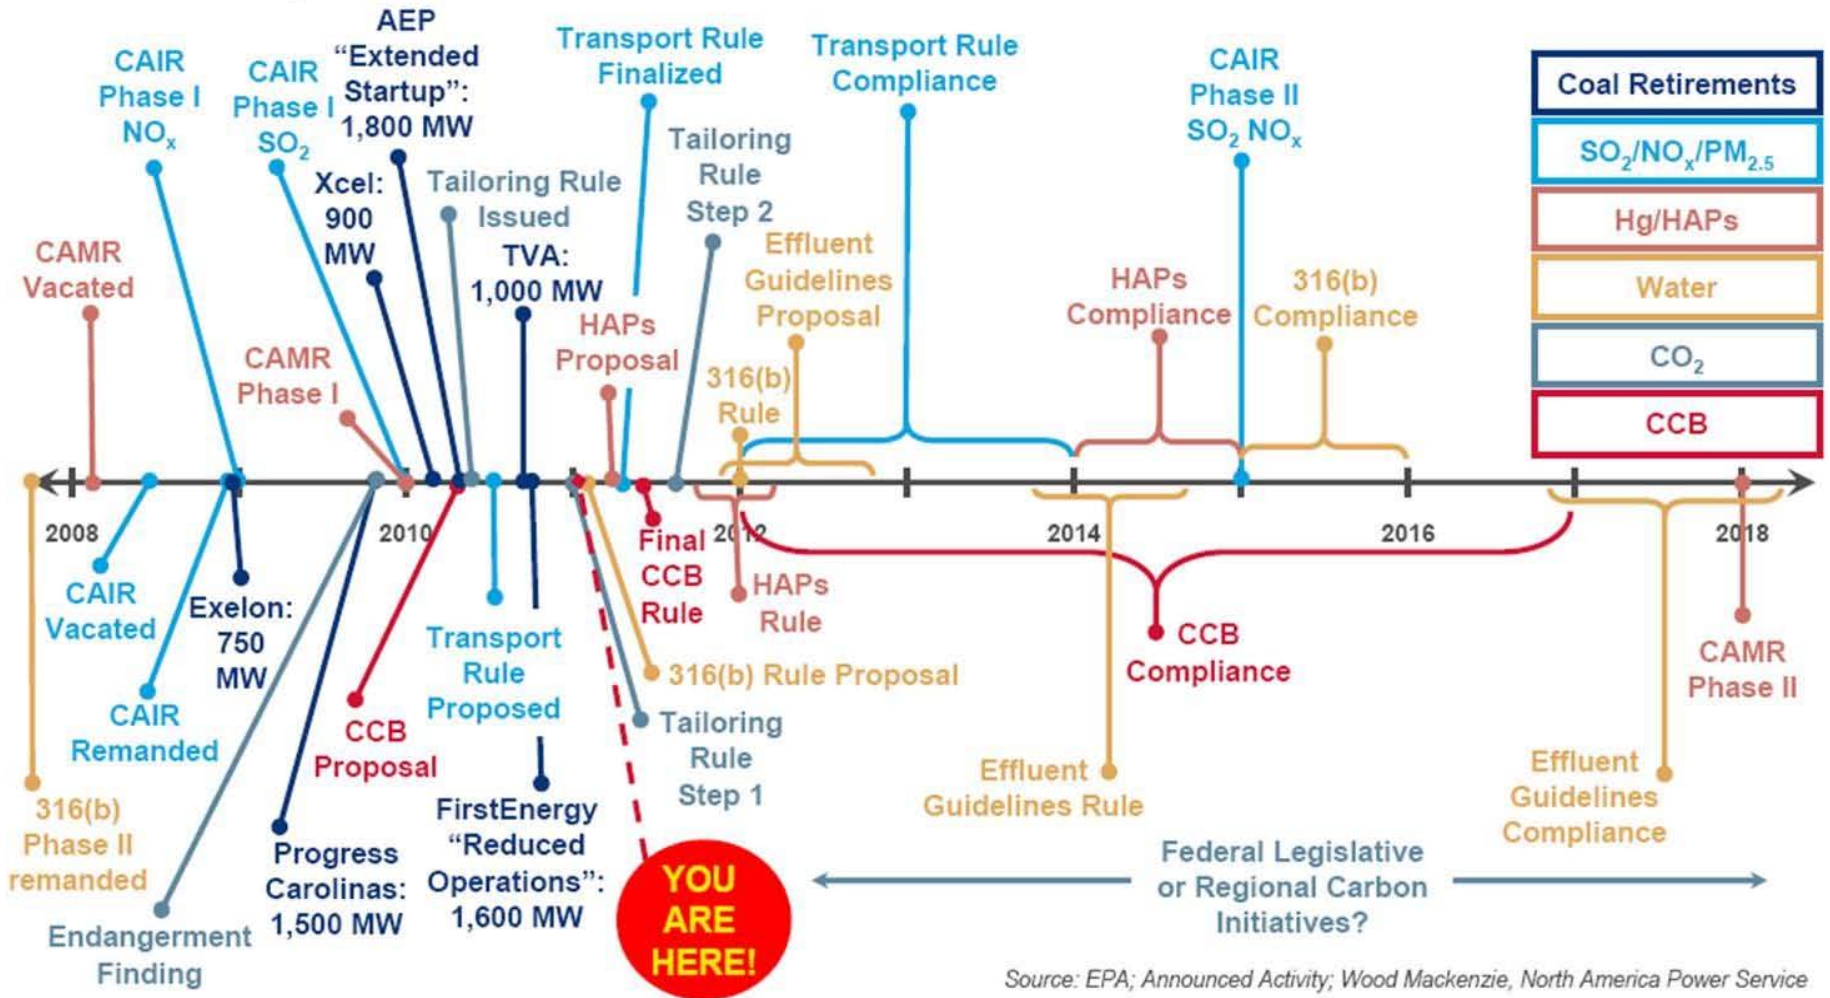 CAIR
Phase I
NOₓ
CAIR
Phase I
SO₂
AEP
“Extended
Startup”:
1,800 MW
Transport Rule
Finalized
Transport Rule
Compliance
CAIR
Phase II
SO₂ NOₓ
Coal Retirements
SO₂/NOₓ/PM₂.₅
Hg/HAPs
Water
CO₂
CCB
CAMR
Vacated
Xcel:
900
MW
Tailoring Rule
Issued
TVA:
1,000 MW
Tailoring
Rule
Step 2
Effluent
Guidelines
Proposal
HAPs
Compliance
316(b)
Compliance
CAMR
Phase I
HAPs
Proposal
316(b)
Rule
2008
2010
2012
2014
2016
2018
CAIR
Vacated
Exelon:
750
MW
CAIR
Remanded
316(b)
Phase II
remanded
Endangerment
Finding
Progress
Carolinas:
1,500 MW
CCB
Proposal
Transport
Rule
Proposed
FirstEnergy
“Reduced
Operations”:
1,600 MW
Final
CCB
Rule
HAPs
Rule
316(b) Rule Proposal
Tailoring
Rule
Step 1
YOU
ARE
HERE!
CCB
Compliance
Effluent
Guidelines Rule
CAMR
Phase II
Effluent
Guidelines
Compliance
Federal Legislative
or Regional Carbon
Initiatives?
Source: EPA; Announced Activity; Wood Mackenzie, North America Power Service